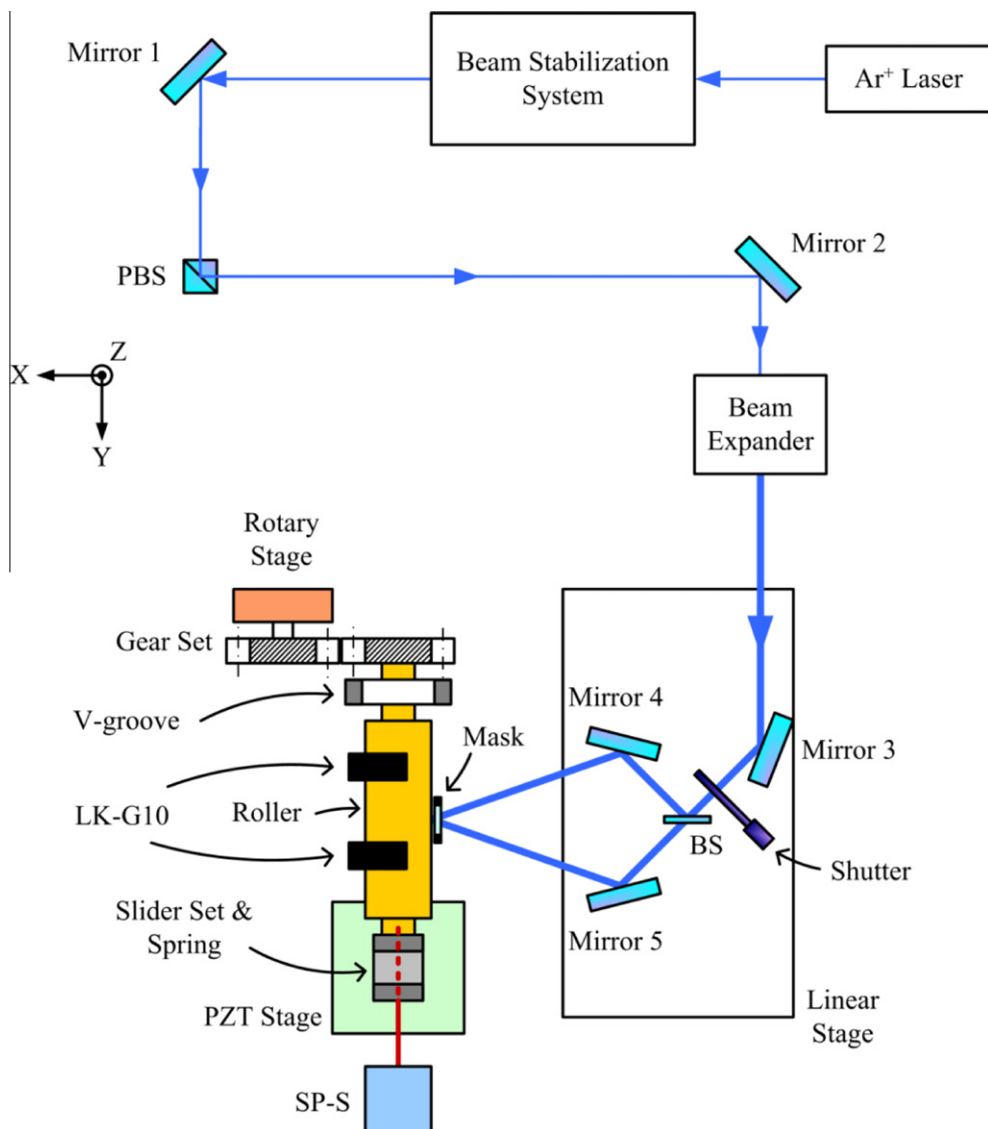 Mirror 1
Beam Stabilization
System
Ar⁺ Laser
Mirror 2
PBS
Z
X
Y
Beam
Expander
Rotary
Stage
Gear Set
V-groove
Mirror 4
Mask
Mirror 3
LK-G10
Roller
BS
Shutter
Slider Set &
Spring
Mirror 5
PZT Stage
Linear
Stage
SP-S